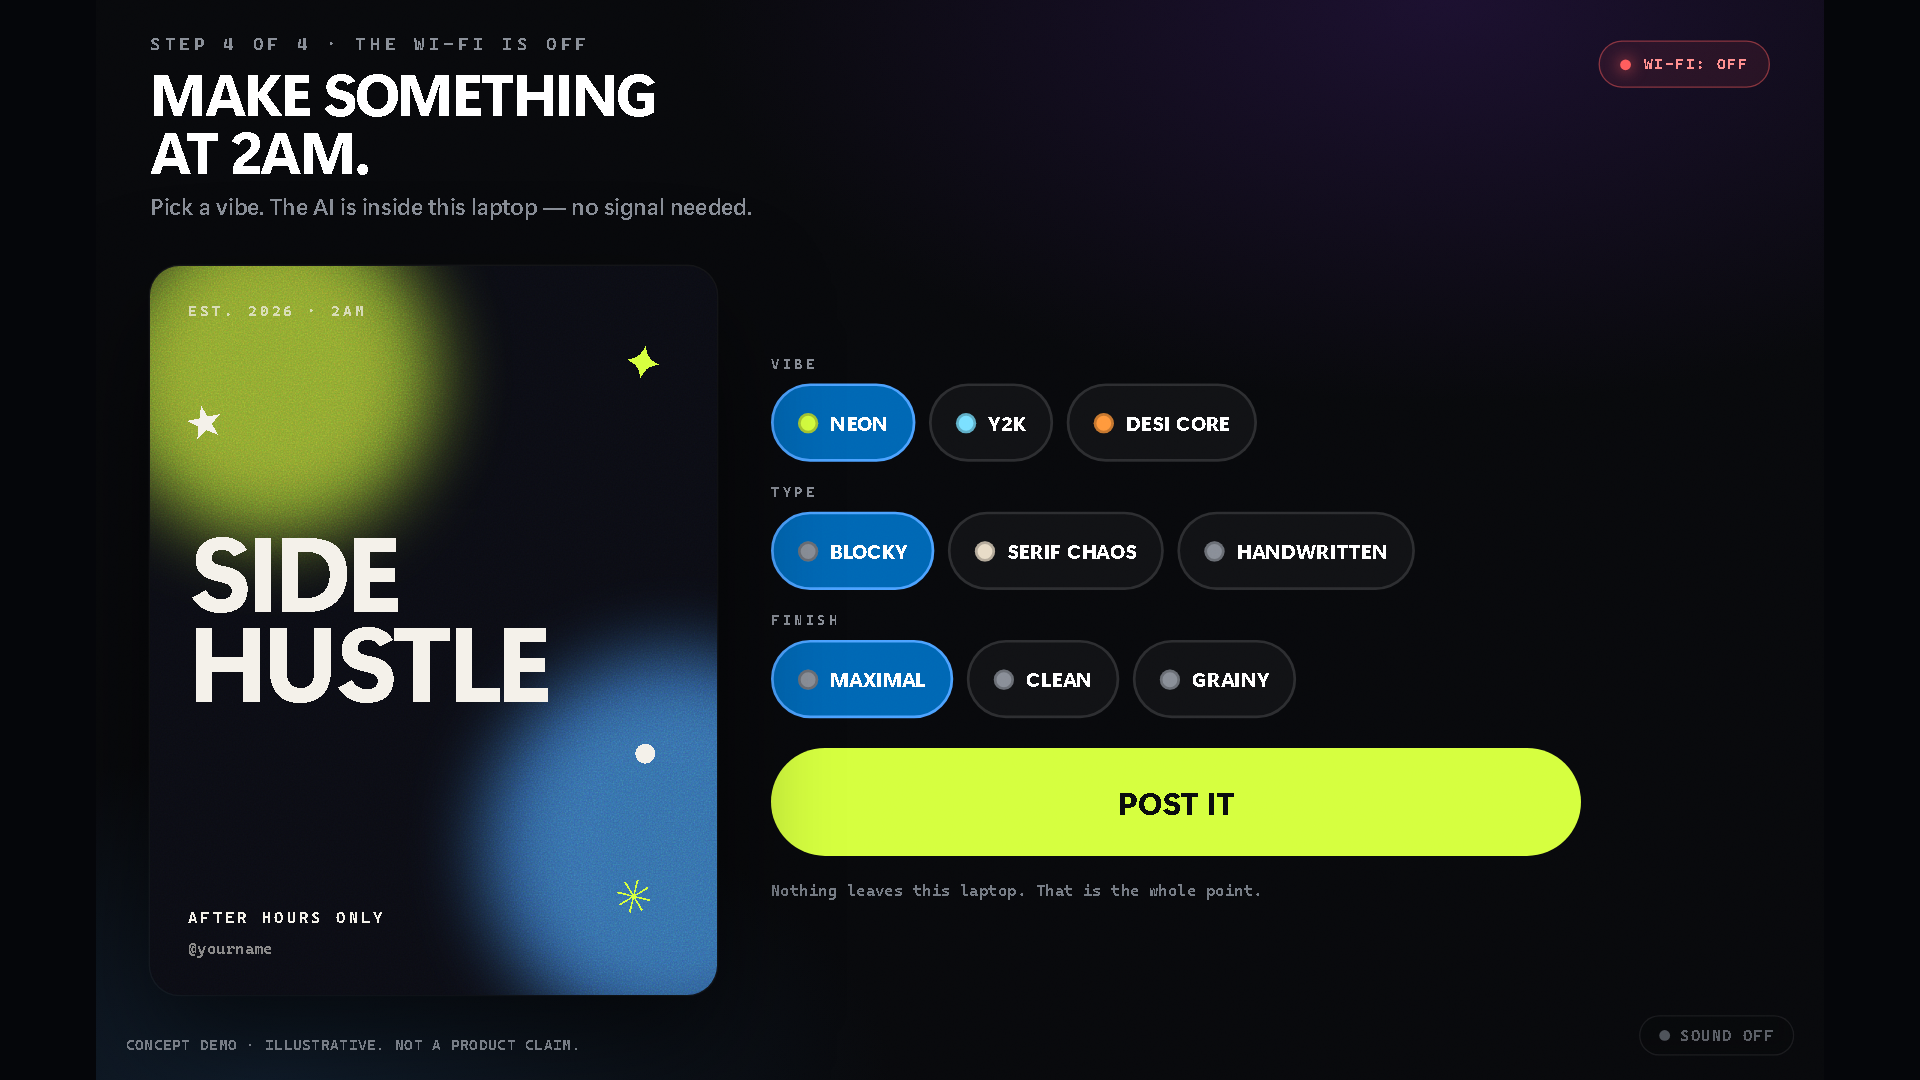 STEP 4 OF 4 · THE WI-FI IS OFF
WI-FI: OFF
MAKE SOMETHING
AT 2AM.
Pick a vibe. The AI is inside this laptop — no signal needed.
EST. 2026 · 2AM
SIDE
HUSTLE
AFTER HOURS ONLY
@yourname
VIBE
NEON
Y2K
DESI CORE
TYPE
BLOCKY
SERIF CHAOS
HANDWRITTEN
FINISH
MAXIMAL
CLEAN
GRAINY
POST IT
Nothing leaves this laptop. That is the whole point.
CONCEPT DEMO · ILLUSTRATIVE. NOT A PRODUCT CLAIM.
SOUND OFF